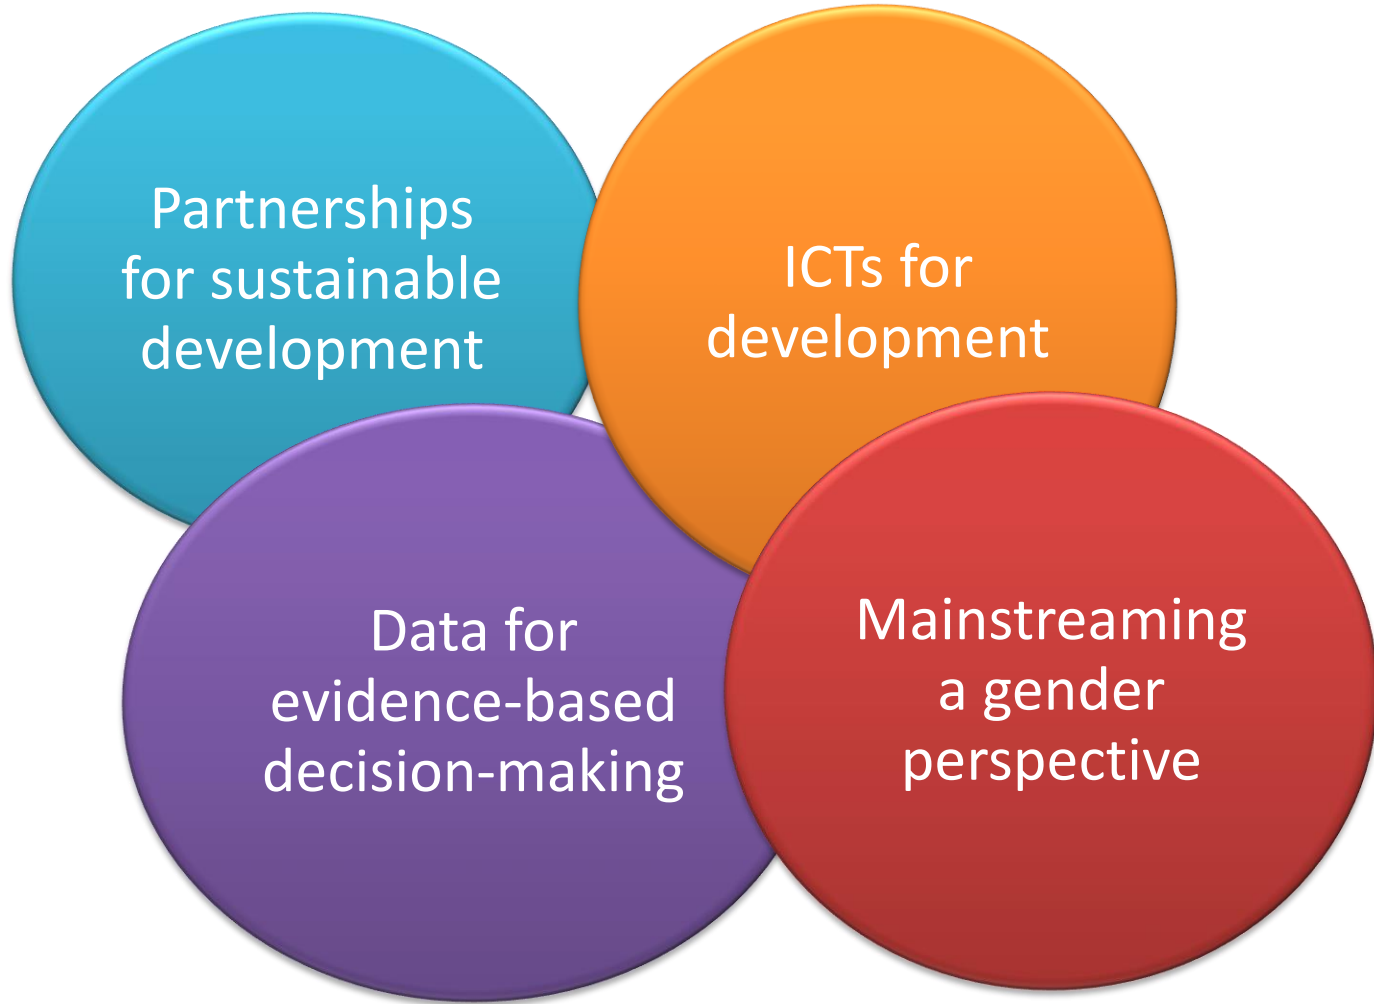 Partnerships
for sustainable
development
ICTs for
development
Data for
evidence-based
decision-making
Mainstreaming
a gender
perspective